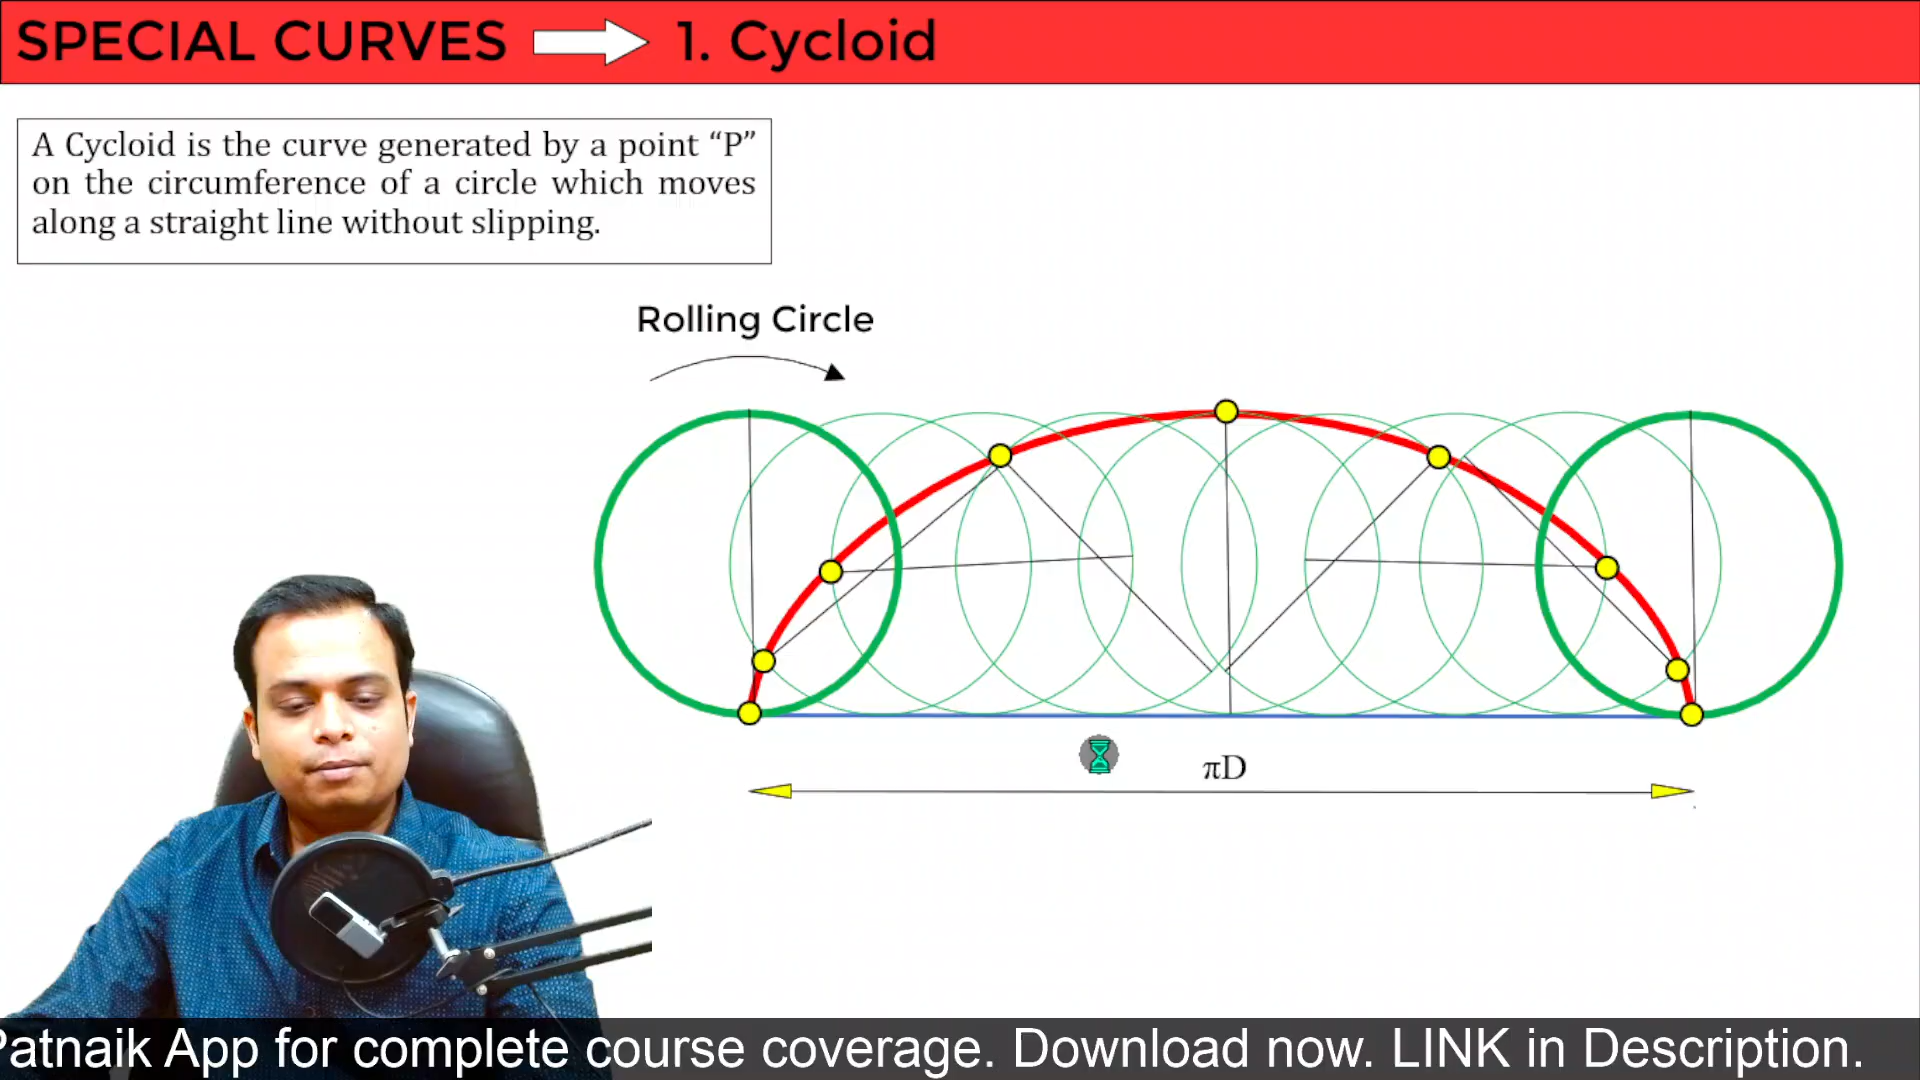 SPECIAL CURVES 1. Cycloid
A Cycloid is the curve generated by a point “P”
on the circumference of a circle which moves
along a straight line without slipping.
Rolling Circle
πD
Patnaik App for complete course coverage. Download now. LINK in Description.